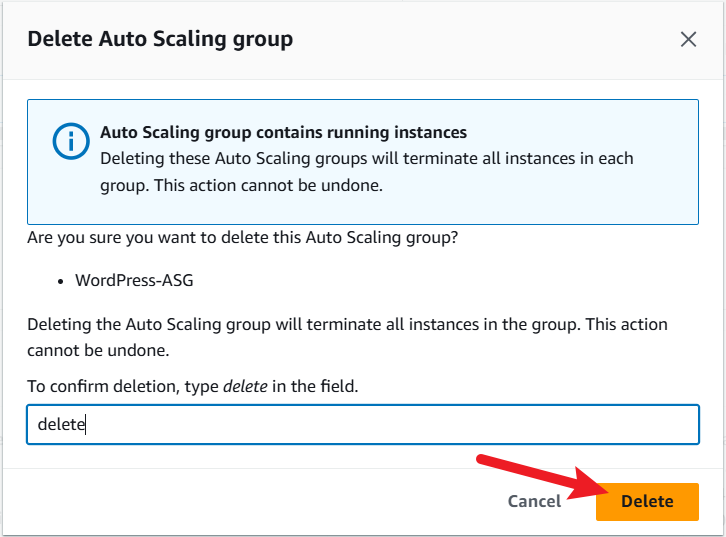 Delete Auto Scaling group
Auto Scaling group contains running instances
Deleting these Auto Scaling groups will terminate all instances in each
group. This action cannot be undone.
Are you sure you want to delete this Auto Scaling group?
• WordPress-ASG
Deleting the Auto Scaling group will terminate all instances in the group. This action
cannot be undone.
To confirm deletion, type delete in the field.
delete
Cancel Delete